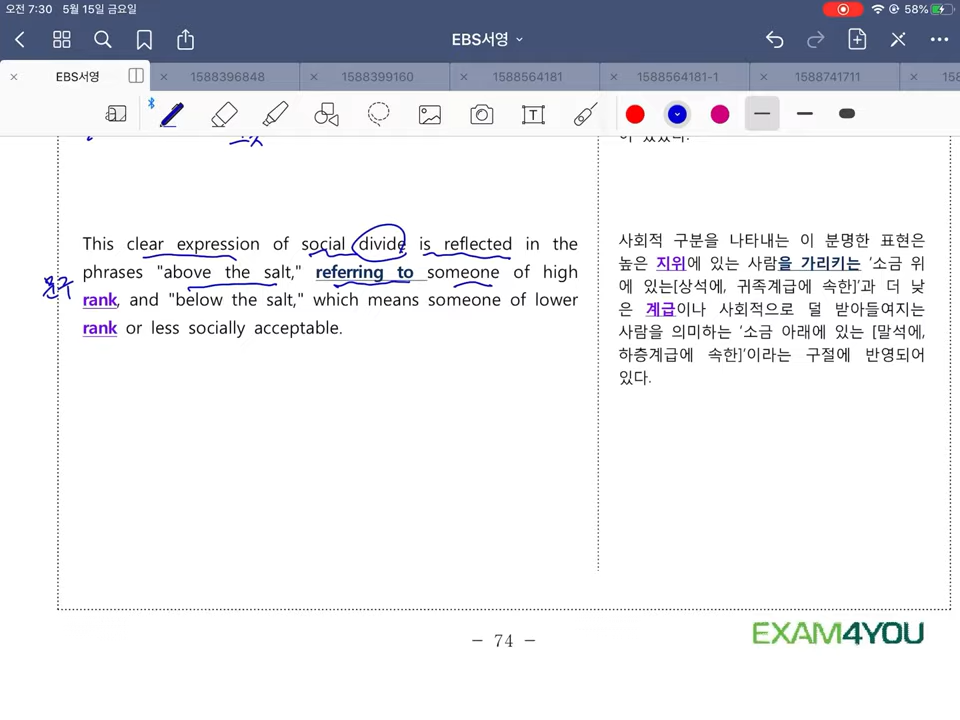 오전 7:30 5월 15일 금요일
58%
EBS서영
EBS서영
1588396848
1588399160
1588564181
1588564181-1
1588741711
This clear expression of social divide is reflected in the
phrases "above the salt," referring to someone of high
rank, and "below the salt," which means someone of lower
rank or less socially acceptable.
문구
사회적 구분을 나타내는 이 분명한 표현은
높은 지위에 있는 사람을 가리키는 '소금 위
에 있는[상석에, 귀족계급에 속한]'과 더 낮
은 계급이나 사회적으로 덜 받아들여지는
사람을 의미하는 '소금 아래에 있는 [말석에,
하층계급에 속한]'이라는 구절에 반영되어
있다.
- 74 -
EXAM4YOU